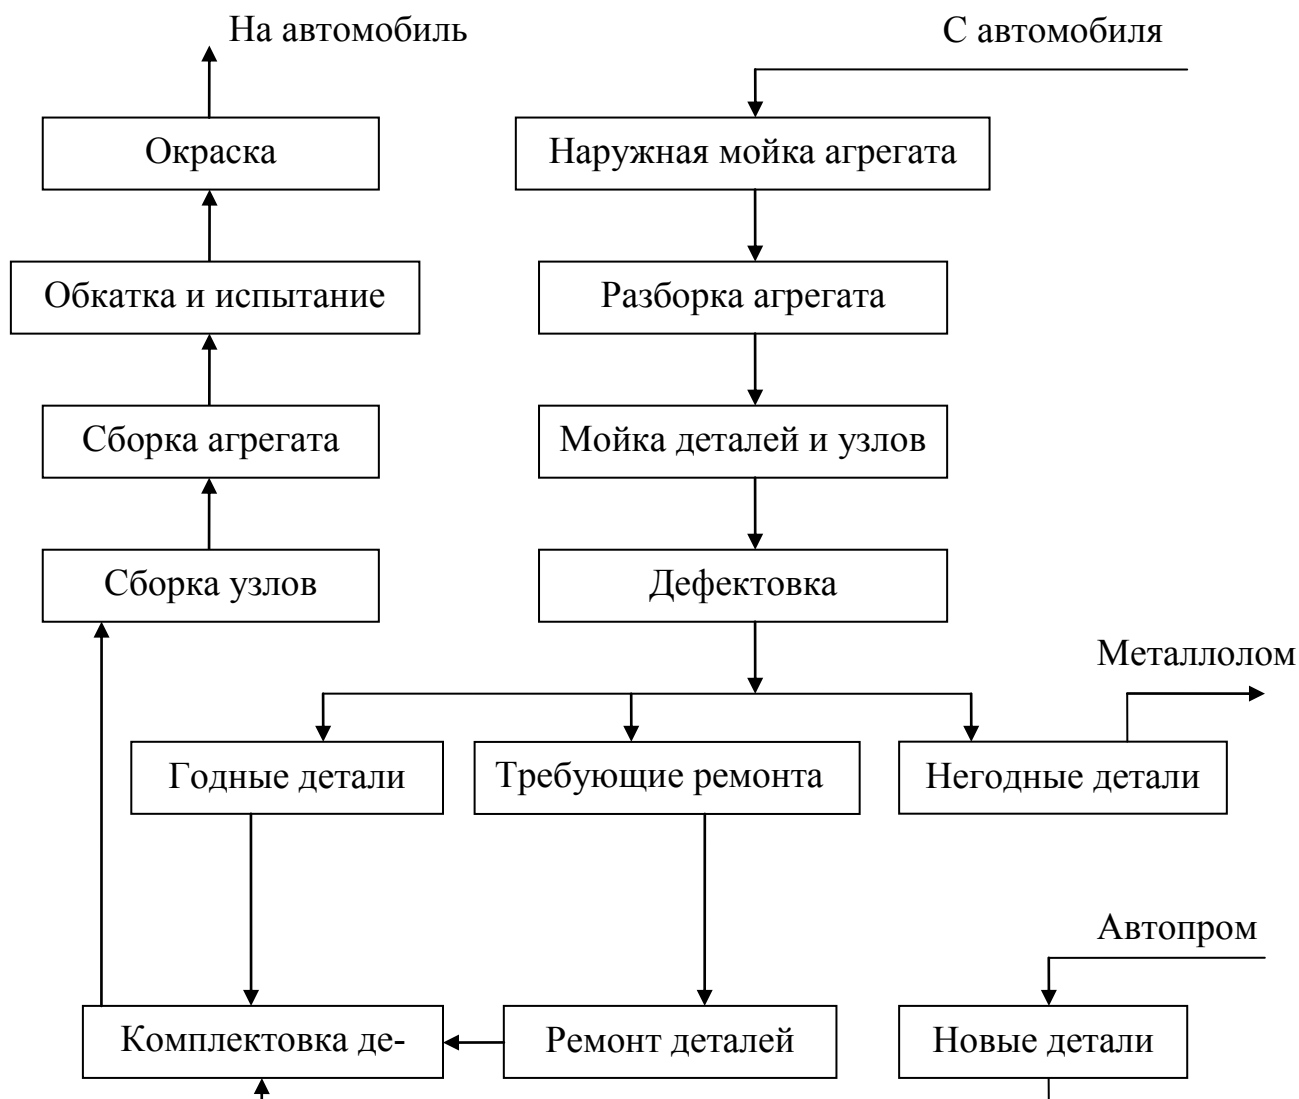 На автомобиль
С автомобиля
Окраска
Наружная мойка агрегата
Обкатка и испытание
Разборка агрегата
Сборка агрегата
Мойка деталей и узлов
Сборка узлов
Дефектовка
Металлолом
Годные детали
Требующие ремонта
Негодные детали
Автопром
Комплектовка де-
Ремонт деталей
Новые детали